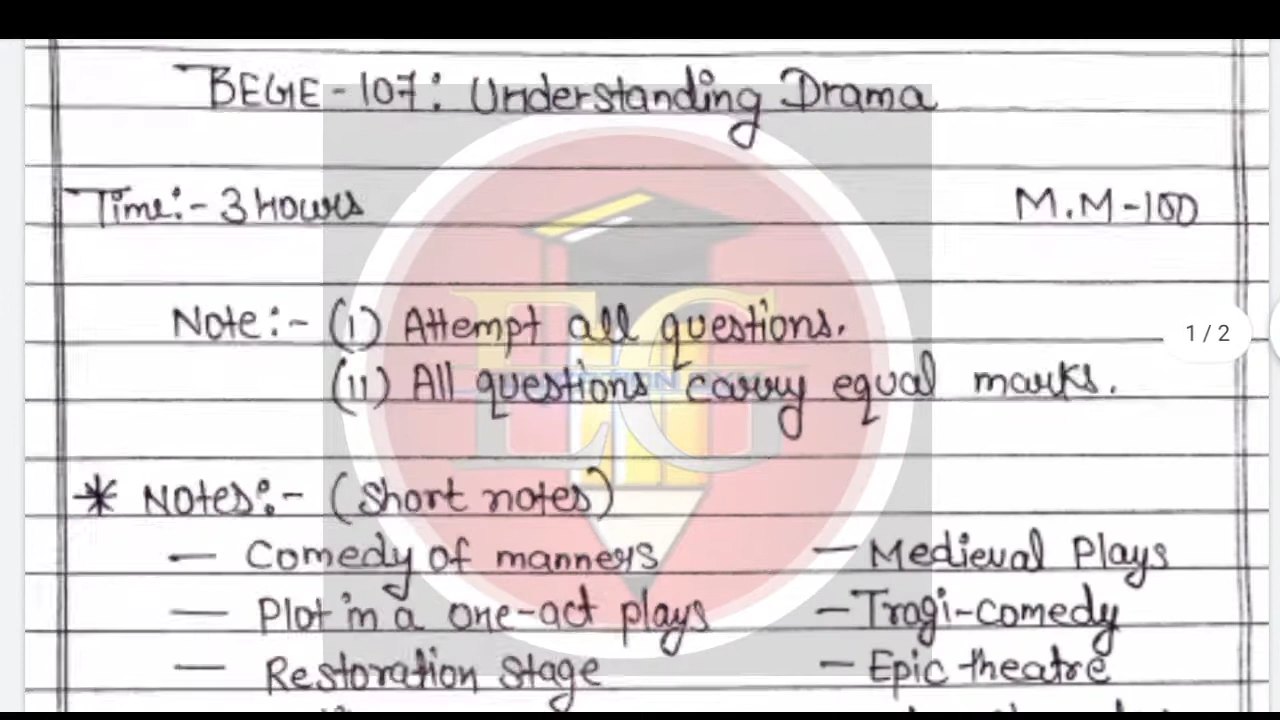 BEGE-107: Understanding Drama
Time:- 3 hours M.M-100
Note:- (i) Attempt all questions.
1 / 2
(ii) All questions carry equal marks.
* Notes:- (short notes)
— Comedy of manners — Medieval Plays
— Plot in a one-act plays — Tragi-comedy
— Restoration stage — Epic theatre